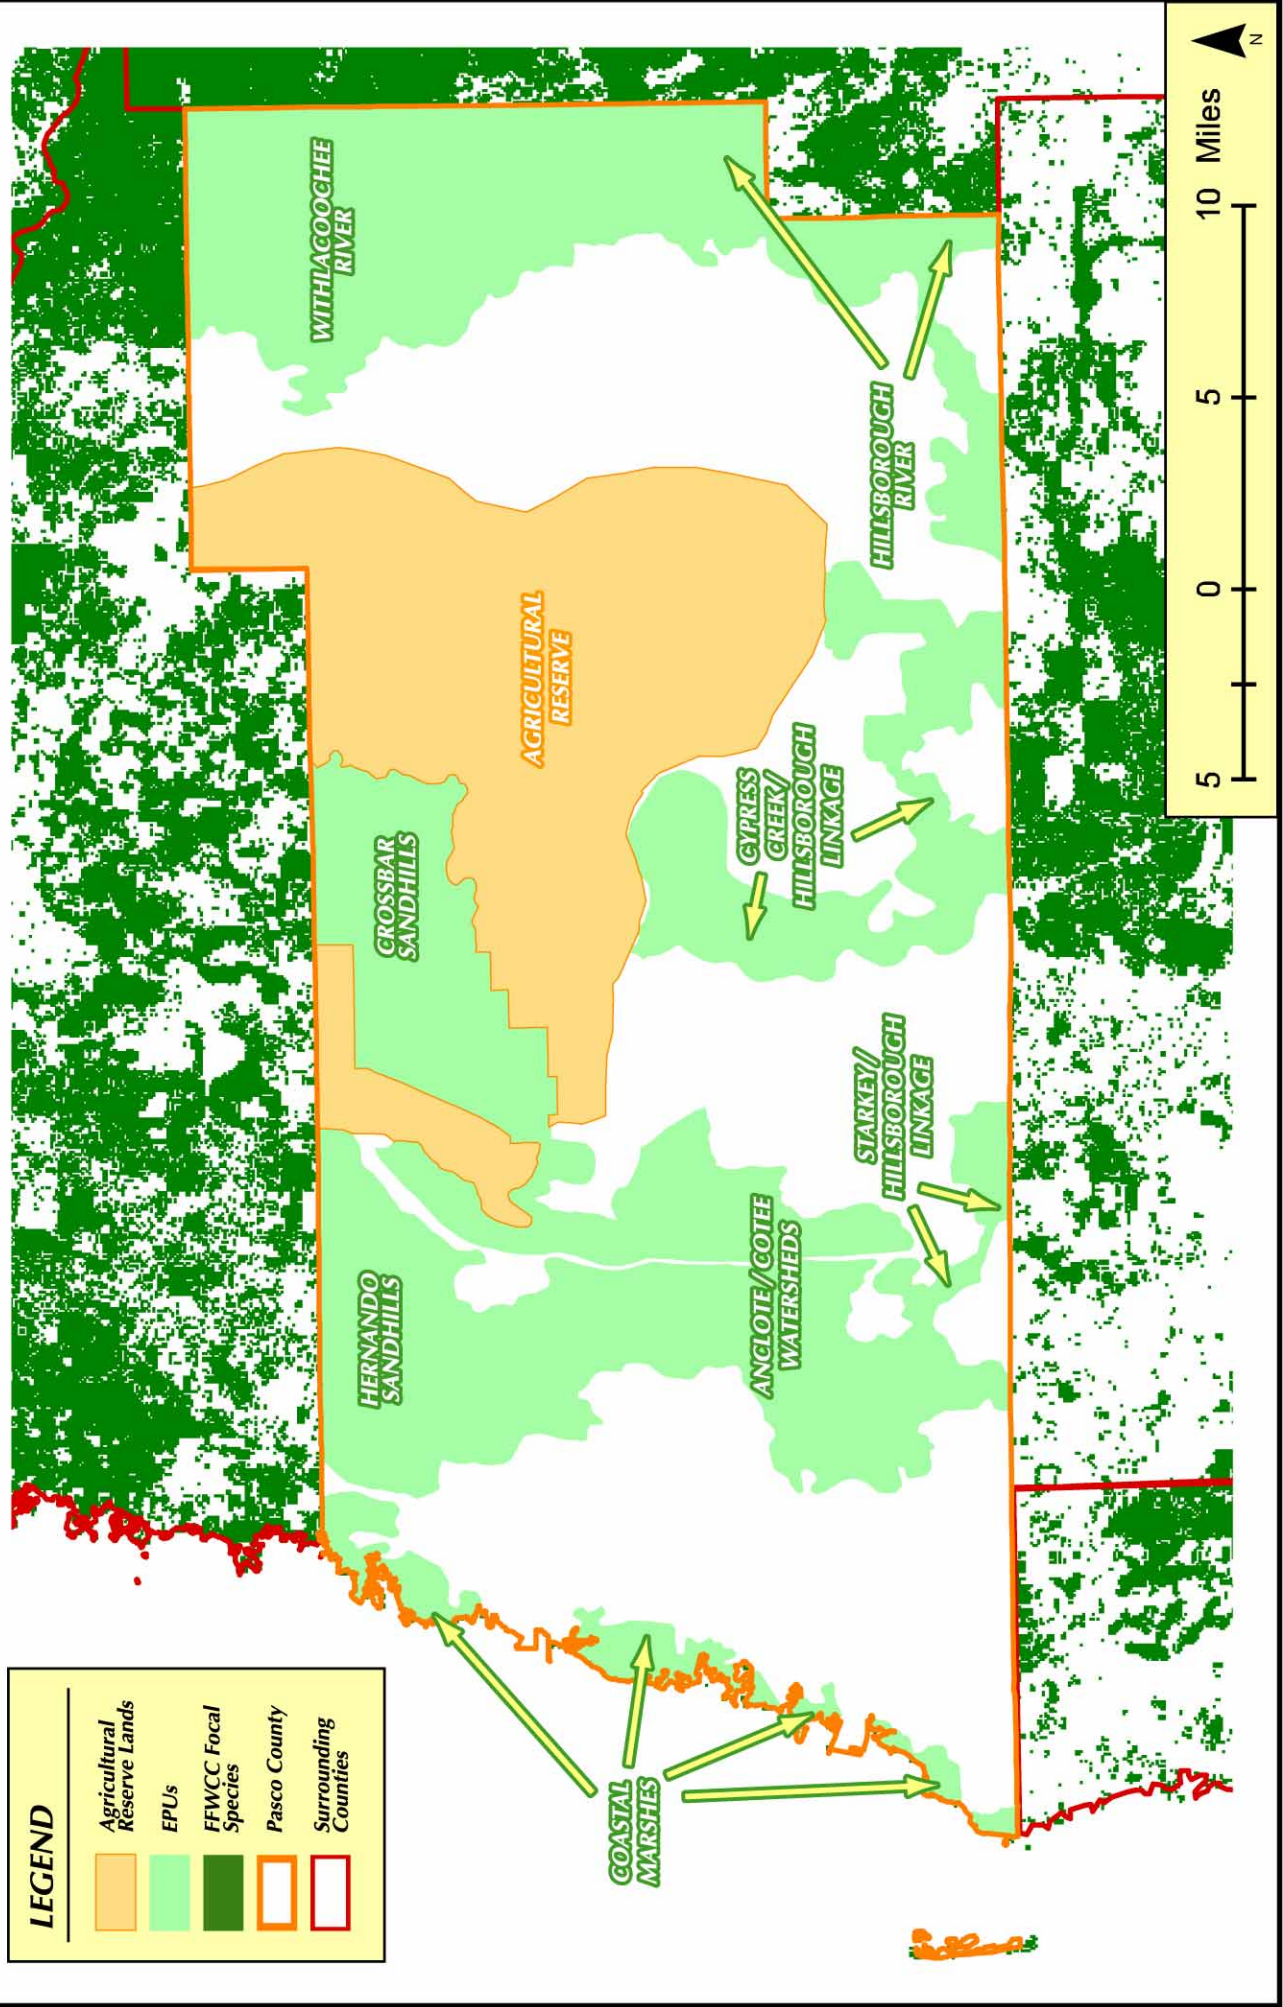 LEGEND
Agricultural
Reserve Lands
EPUs
FFWCC Focal
Species
Pasco County
Surrounding
Counties
COASTAL
MARSHES
HERNANDO
SANDHILLS
ANCLOTE / COTEE
WATERSHEDS
STARKEY /
HILLSBOROUGH
LINKAGE
CROSSBAR
SANDHILLS
CYPRESS
CREEK /
HILLSBOROUGH
LINKAGE
AGRICULTURAL
RESERVE
HILLSBOROUGH
RIVER
WITHLACOOCHEE
RIVER
5 0 5 10 Miles
N